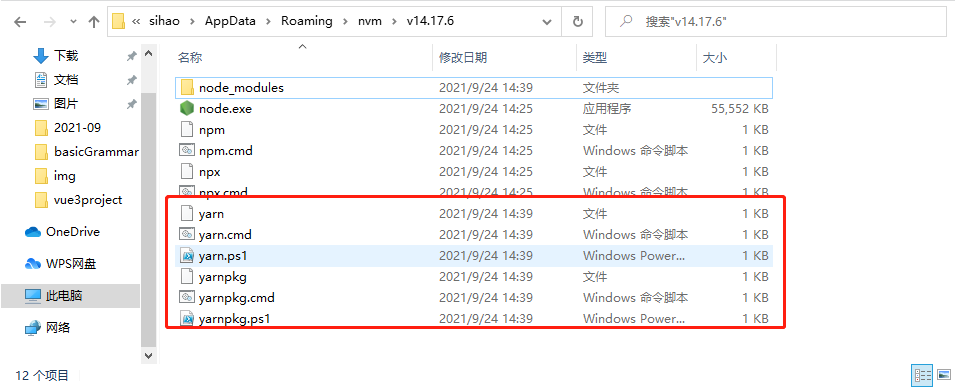 « sihao > AppData > Roaming > nvm > v14.17.6
搜索"v14.17.6"
下载
文档
图片
2021-09
basicGrammar
img
vue3project
OneDrive
WPS网盘
此电脑
网络
名称 修改日期 类型 大小
node_modules 2021/9/24 14:39 文件夹
node.exe 2021/9/24 14:25 应用程序 55,552 KB
npm 2021/9/24 14:25 文件 1 KB
npm.cmd 2021/9/24 14:25 Windows 命令脚本 1 KB
npx 2021/9/24 14:25 文件 1 KB
npx.cmd 2021/9/24 14:25 Windows 命令脚本 1 KB
yarn 2021/9/24 14:39 文件 1 KB
yarn.cmd 2021/9/24 14:39 Windows 命令脚本 1 KB
yarn.ps1 2021/9/24 14:39 Windows Power... 1 KB
yarnpkg 2021/9/24 14:39 文件 1 KB
yarnpkg.cmd 2021/9/24 14:39 Windows 命令脚本 1 KB
yarnpkg.ps1 2021/9/24 14:39 Windows Power... 1 KB
12 个项目